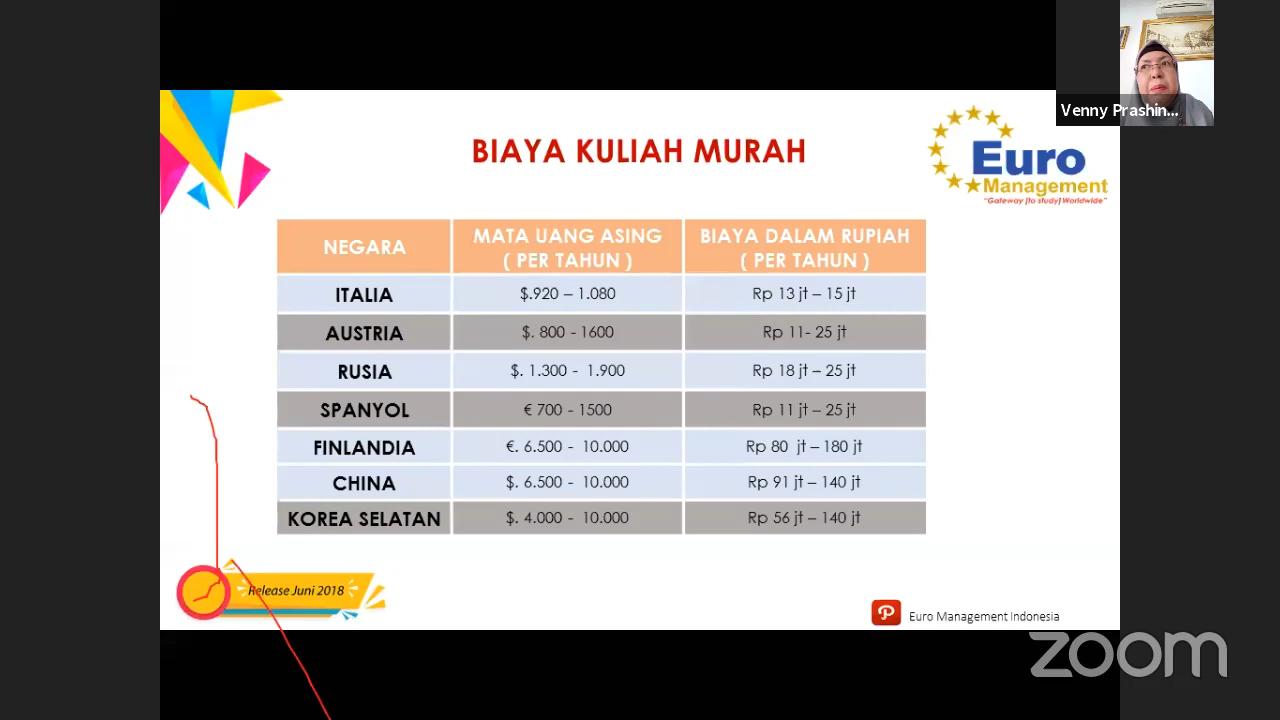 Venny Prashin...
BIAYA KULIAH MURAH
Euro
Management
"Gateway [to study] Worldwide"
NEGARA
MATA UANG ASING
( PER TAHUN )
BIAYA DALAM RUPIAH
( PER TAHUN )
ITALIA
$.920 – 1.080
Rp 13 jt – 15 jt
AUSTRIA
$. 800 - 1600
Rp 11- 25 jt
RUSIA
$. 1.300 - 1.900
Rp 18 jt – 25 jt
SPANYOL
€ 700 - 1500
Rp 11 jt – 25 jt
FINLANDIA
€. 6.500 - 10.000
Rp 80 jt – 180 jt
CHINA
$. 6.500 - 10.000
Rp 91 jt – 140 jt
KOREA SELATAN
$. 4.000 - 10.000
Rp 56 jt – 140 jt
Release Juni 2018
Euro Management Indonesia
zoom